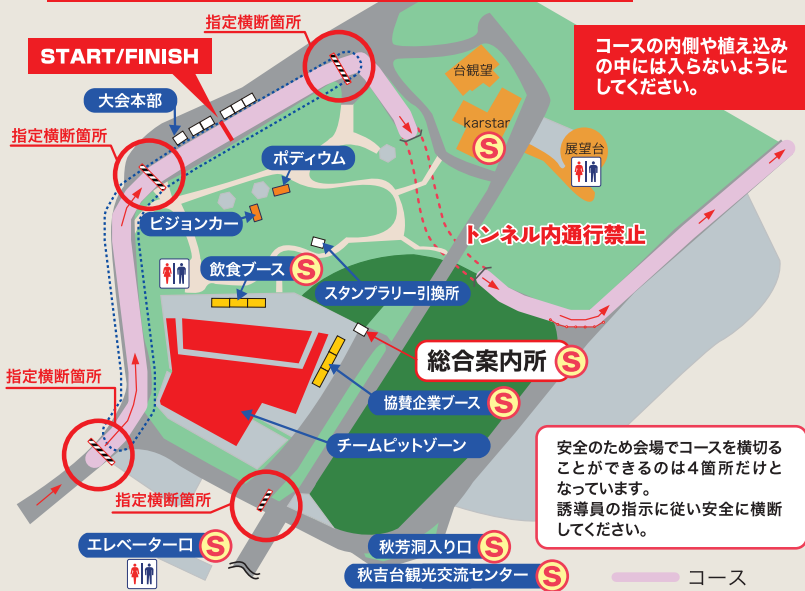 指定横断箇所
START/FINISH
コースの内側や植え込み
の中には入らないように
してください。
台観望
大会本部
karstar
S
指定横断箇所
展望台
ポディウム
ビジョンカー
トンネル内通行禁止
飲食ブース S
スタンプラリー引換所
総合案内所 S
指定横断箇所
協賛企業ブース S
チームピットゾーン
安全のため会場でコースを横切る
ことができるのは4箇所だけと
なっています。
誘導員の指示に従い安全に横断
してください。
指定横断箇所
エレベーター口 S
秋芳洞入り口 S
秋吉台観光交流センター S
コース